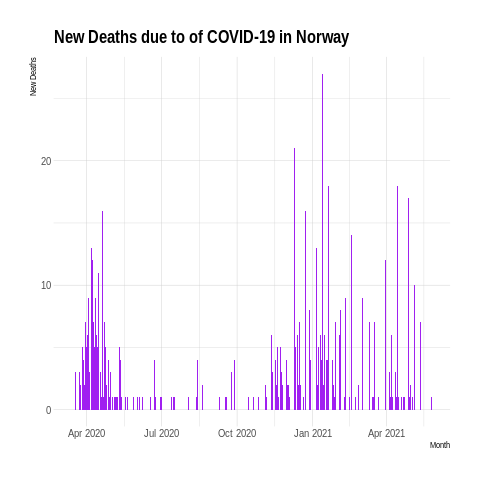 New Deaths due to of COVID-19 in Norway
New Deaths
20
10
0
Apr 2020 Jul 2020 Oct 2020 Jan 2021 Apr 2021
Month